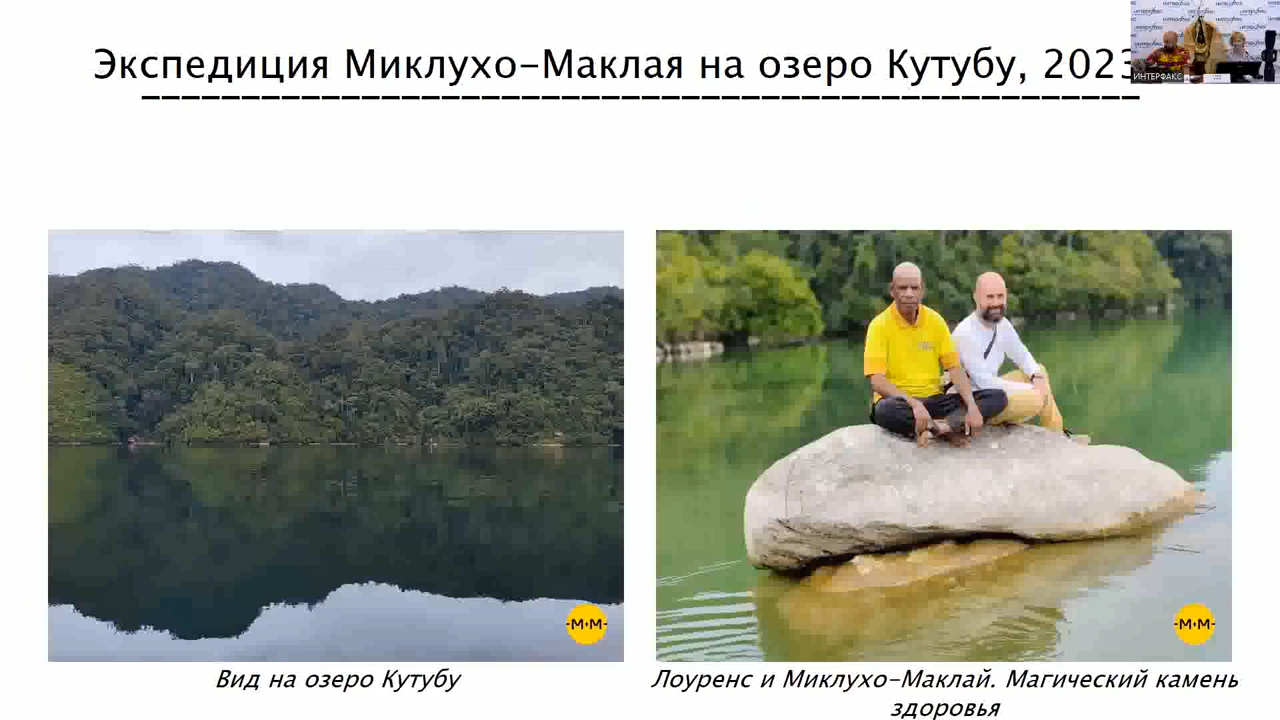 Экспедиция Миклухо-Маклая на озеро Кутубу, 2023
ИНТЕРФАКС
-М+М-
-М+М-
Вид на озеро Кутубу
Лоуренс и Миклухо-Маклай. Магический камень
здоровья